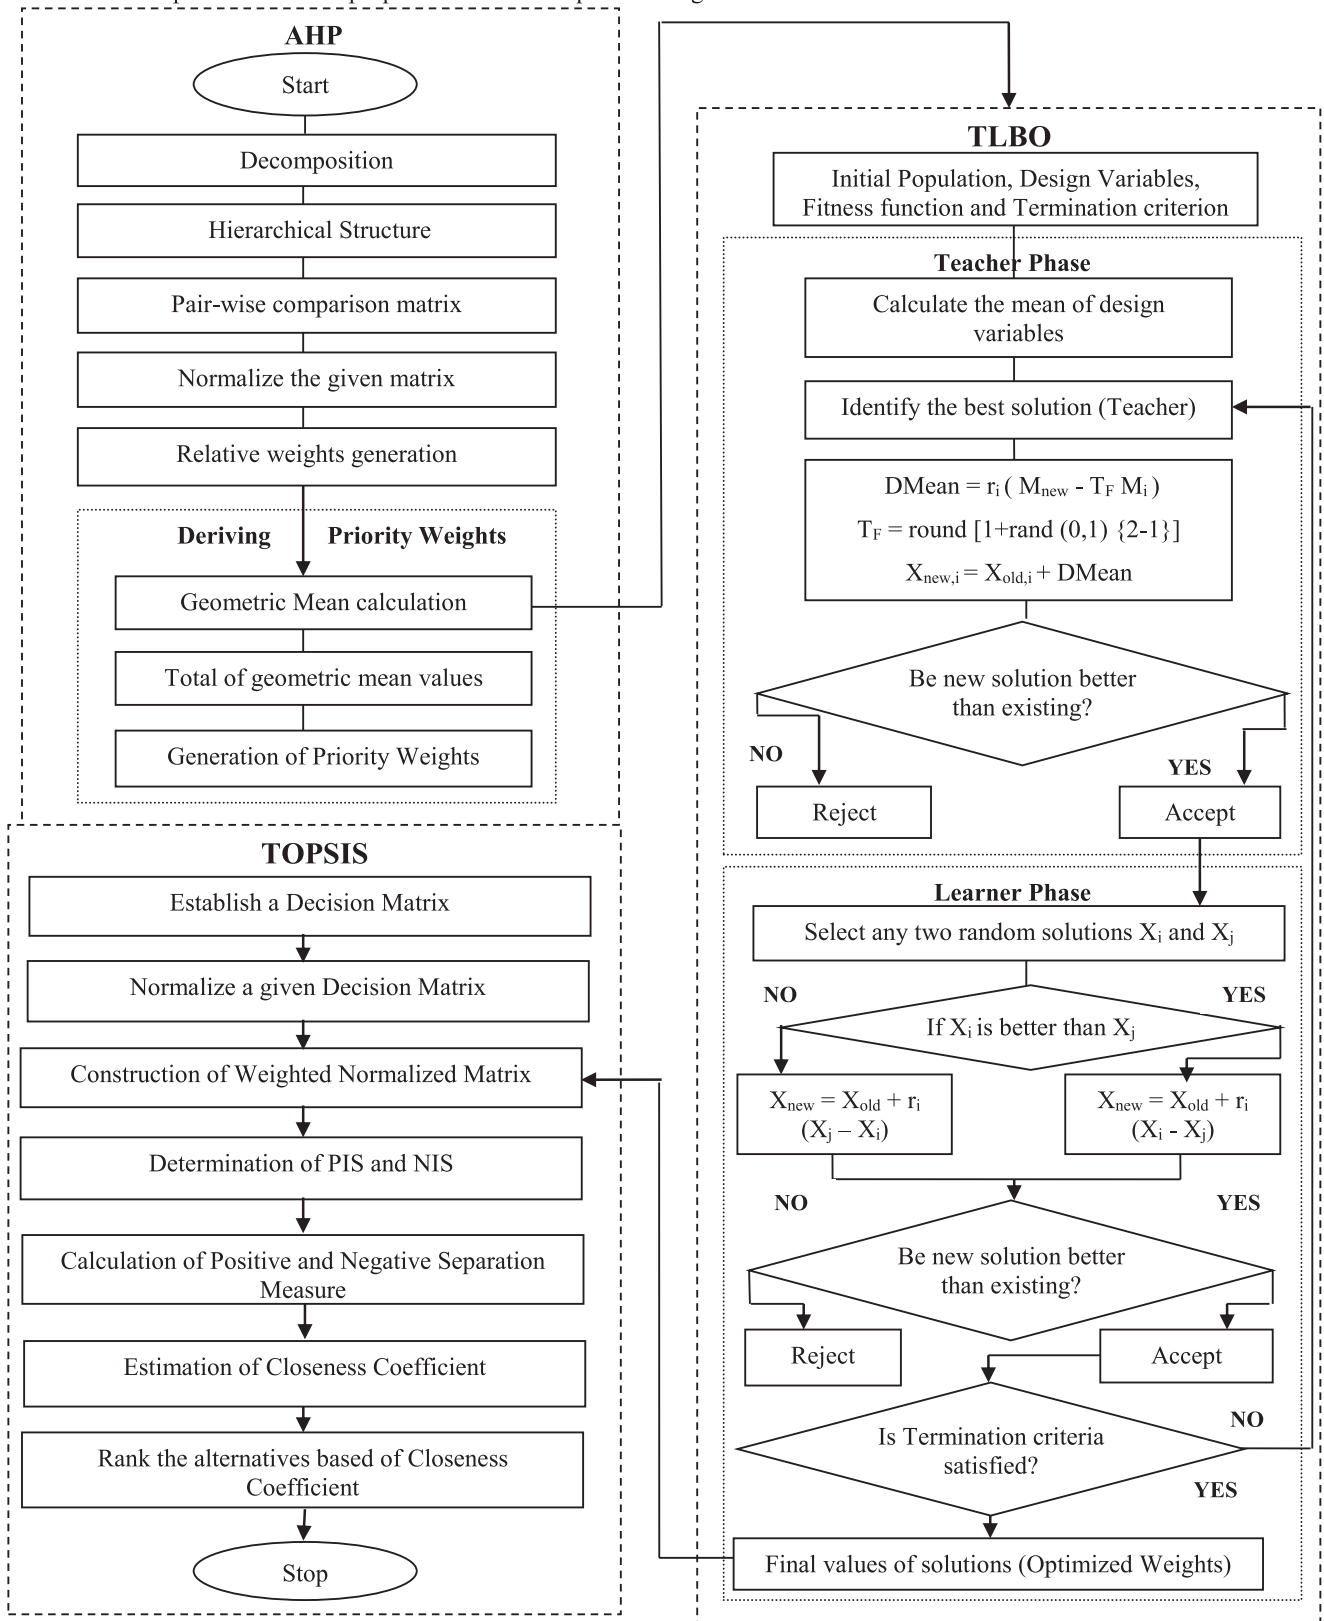 AHP
Start
Decomposition
Hierarchical Structure
Pair-wise comparison matrix
Normalize the given matrix
Relative weights generation
Deriving Priority Weights
Geometric Mean calculation
Total of geometric mean values
Generation of Priority Weights
TOPSIS
Establish a Decision Matrix
Normalize a given Decision Matrix
Construction of Weighted Normalized Matrix
Determination of PIS and NIS
Calculation of Positive and Negative Separation
Measure
Estimation of Closeness Coefficient
Rank the alternatives based of Closeness
Coefficient
Stop
TLBO
Initial Population, Design Variables,
Fitness function and Termination criterion
Teacher Phase
Calculate the mean of design
variables
Identify the best solution (Teacher)
DMean = ri ( Mnew - TF Mi )
TF = round [1+rand (0,1) {2-1}]
Xnew,i = Xold,i + DMean
Be new solution better
than existing?
NO
YES
Reject
Accept
Learner Phase
Select any two random solutions Xi and Xj
NO
YES
If Xi is better than Xj
Xnew = Xold + ri
(Xj – Xi)
Xnew = Xold + ri
(Xi - Xj)
NO
YES
Be new solution better
than existing?
Reject
Accept
Is Termination criteria
satisfied?
NO
YES
Final values of solutions (Optimized Weights)